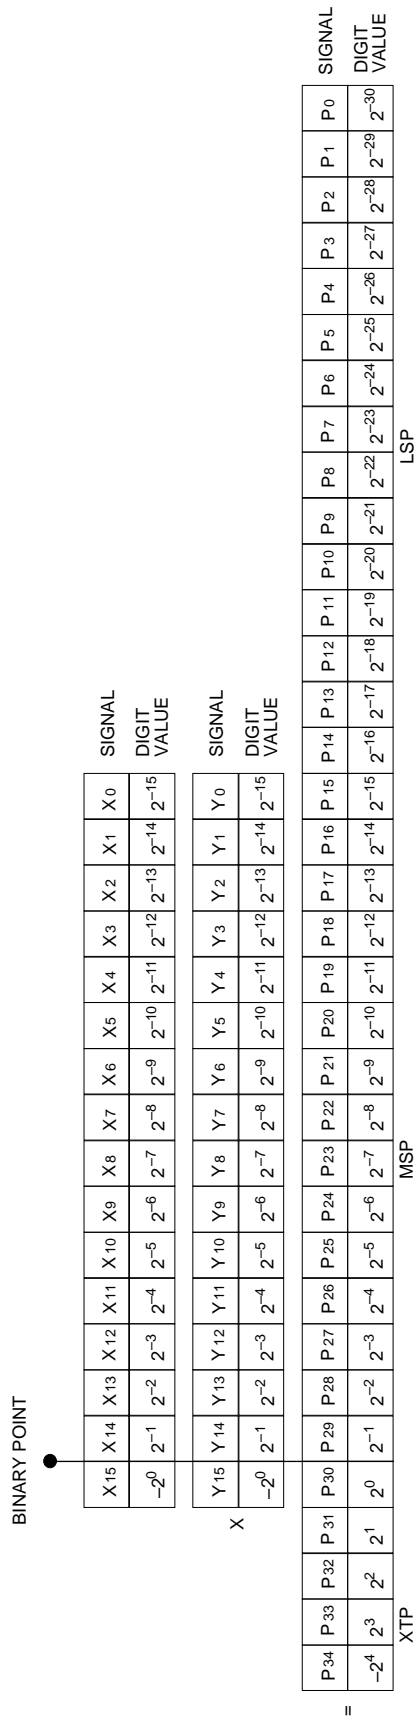 BINARY POINT
X15 X14 X13 X12 X11 X10 X9 X8 X7 X6 X5 X4 X3 X2 X1 X0 SIGNAL
–2⁰ 2⁻¹ 2⁻² 2⁻³ 2⁻⁴ 2⁻⁵ 2⁻⁶ 2⁻⁷ 2⁻⁸ 2⁻⁹ 2⁻¹⁰ 2⁻¹¹ 2⁻¹² 2⁻¹³ 2⁻¹⁴ 2⁻¹⁵ DIGIT
VALUE
X
Y15 Y14 Y13 Y12 Y11 Y10 Y9 Y8 Y7 Y6 Y5 Y4 Y3 Y2 Y1 Y0 SIGNAL
–2⁰ 2⁻¹ 2⁻² 2⁻³ 2⁻⁴ 2⁻⁵ 2⁻⁶ 2⁻⁷ 2⁻⁸ 2⁻⁹ 2⁻¹⁰ 2⁻¹¹ 2⁻¹² 2⁻¹³ 2⁻¹⁴ 2⁻¹⁵ DIGIT
VALUE
=
P34 P33 P32 P31 P30 P29 P28 P27 P26 P25 P24 P23 P22 P21 P20 P19 P18 P17 P16 P15 P14 P13 P12 P11 P10 P9 P8 P7 P6 P5 P4 P3 P2 P1 P0 SIGNAL
–2⁴ 2³ 2² 2¹ 2⁰ 2⁻¹ 2⁻² 2⁻³ 2⁻⁴ 2⁻⁵ 2⁻⁶ 2⁻⁷ 2⁻⁸ 2⁻⁹ 2⁻¹⁰ 2⁻¹¹ 2⁻¹² 2⁻¹³ 2⁻¹⁴ 2⁻¹⁵ 2⁻¹⁶ 2⁻¹⁷ 2⁻¹⁸ 2⁻¹⁹ 2⁻²⁰ 2⁻²¹ 2⁻²² 2⁻²³ 2⁻²⁴ 2⁻²⁵ 2⁻²⁶ 2⁻²⁷ 2⁻²⁸ 2⁻²⁹ 2⁻³⁰ DIGIT
VALUE
XTP MSP LSP